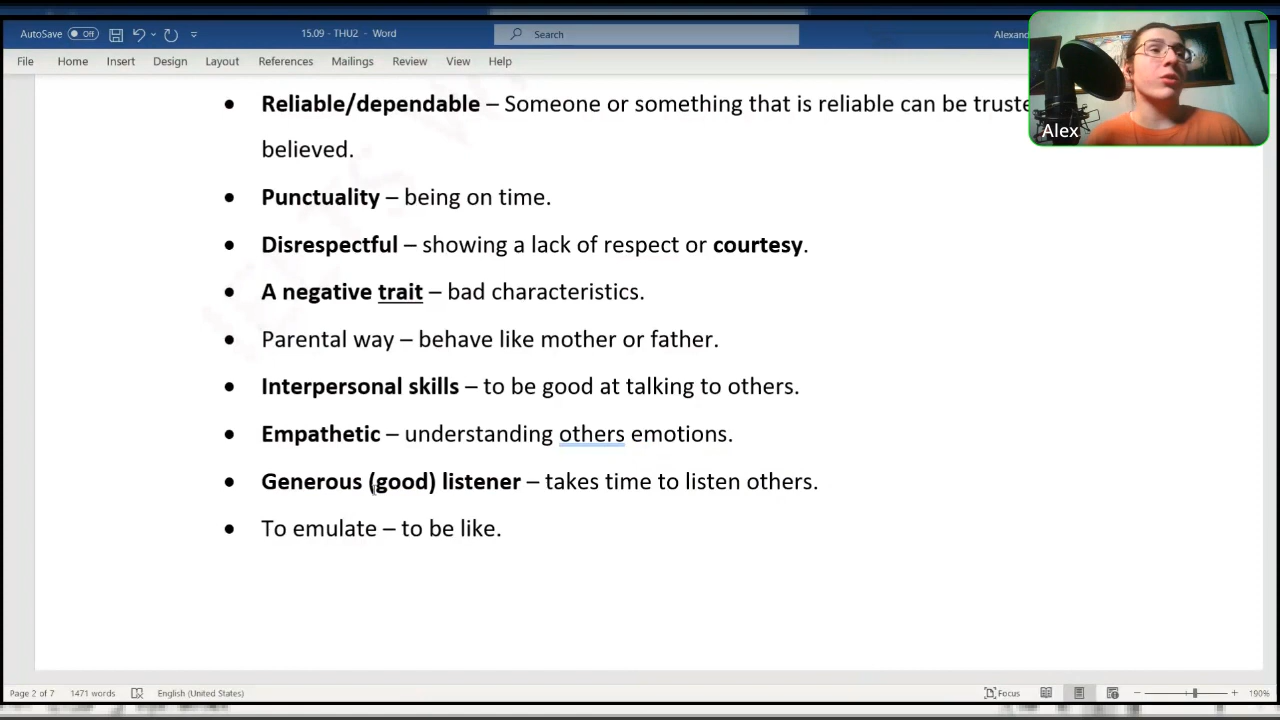 AutoSave Off 15.09 - THU2 - Word Search
File Home Insert Design Layout References Mailings Review View Help
Alex
• Reliable/dependable – Someone or something that is reliable can be
believed.
• Punctuality – being on time.
• Disrespectful – showing a lack of respect or courtesy.
• A negative trait – bad characteristics.
• Parental way – behave like mother or father.
• Interpersonal skills – to be good at talking to others.
• Empathetic – understanding others emotions.
• Generous (good) listener – takes time to listen others.
• To emulate – to be like.
Page 2 of 7 1471 words English (United States) Focus 190%